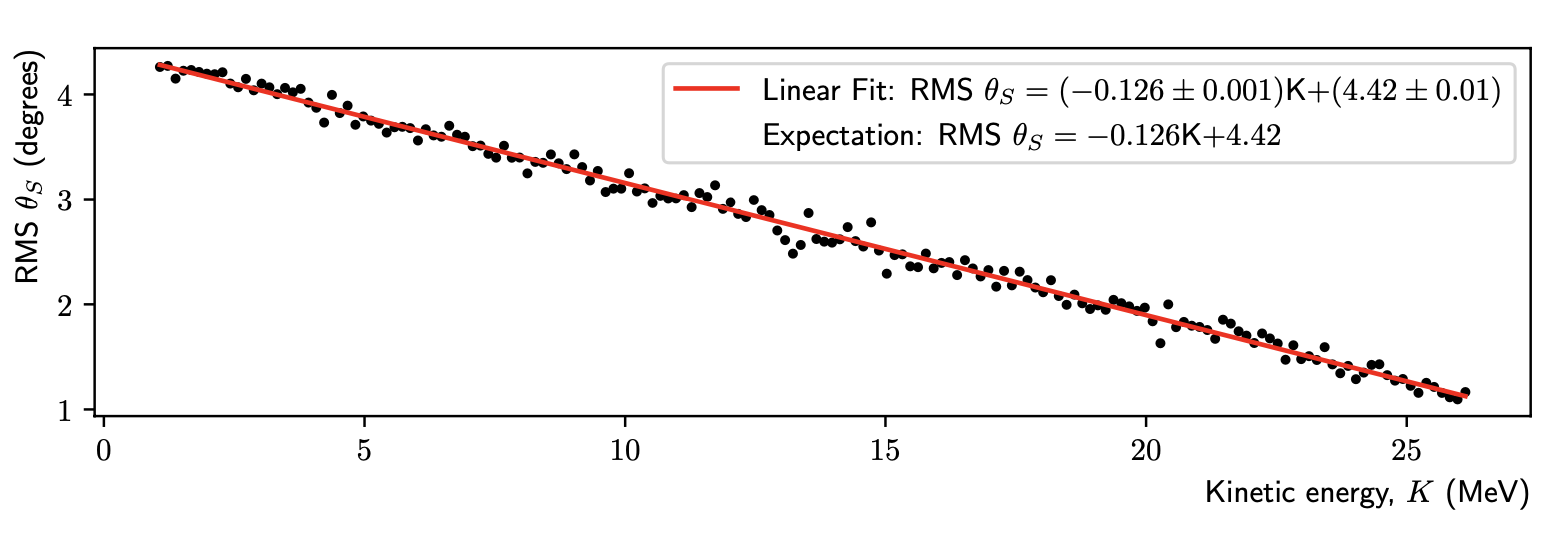 RMS θ_S (degrees)
4
3
2
1
Linear Fit: RMS θ_S = (−0.126 ± 0.001)K+(4.42 ± 0.01)
Expectation: RMS θ_S = −0.126K+4.42
0 5 10 15 20 25
Kinetic energy, K (MeV)